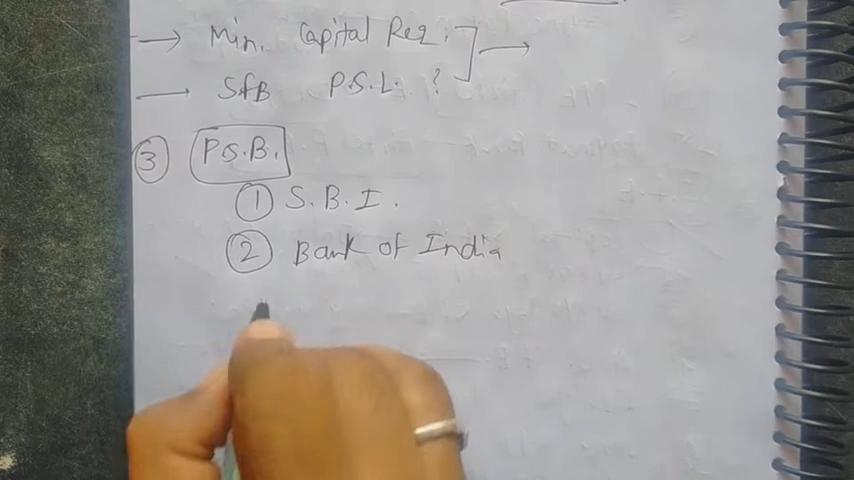 → Min. Capital Req. ] →
→ SFB P.S.L. ?
③ P.S.B.
① S.B.I.
② Bank of India